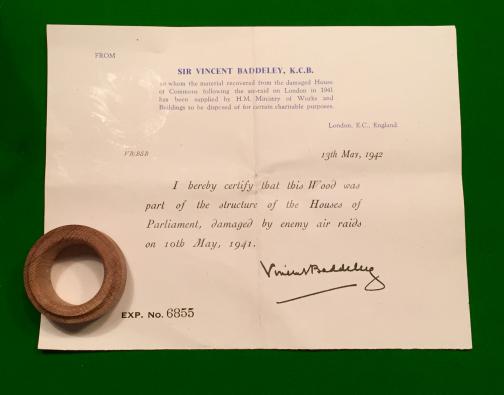 FROM
SIR VINCENT BADDELEY, K.C.B.
to whom the material recovered from the damaged House
of Commons following the air-raid on London in 1941
has been supplied by H.M. Ministry of Works and
Buildings to be disposed of for certain charitable purposes.
London, E.C., England.
VB/BSB
13th May, 1942
I hereby certify that this Wood was
part of the structure of the Houses of
Parliament, damaged by enemy air raids
on 10th May, 1941.
Vincent Baddeley
EXP. No. 6855